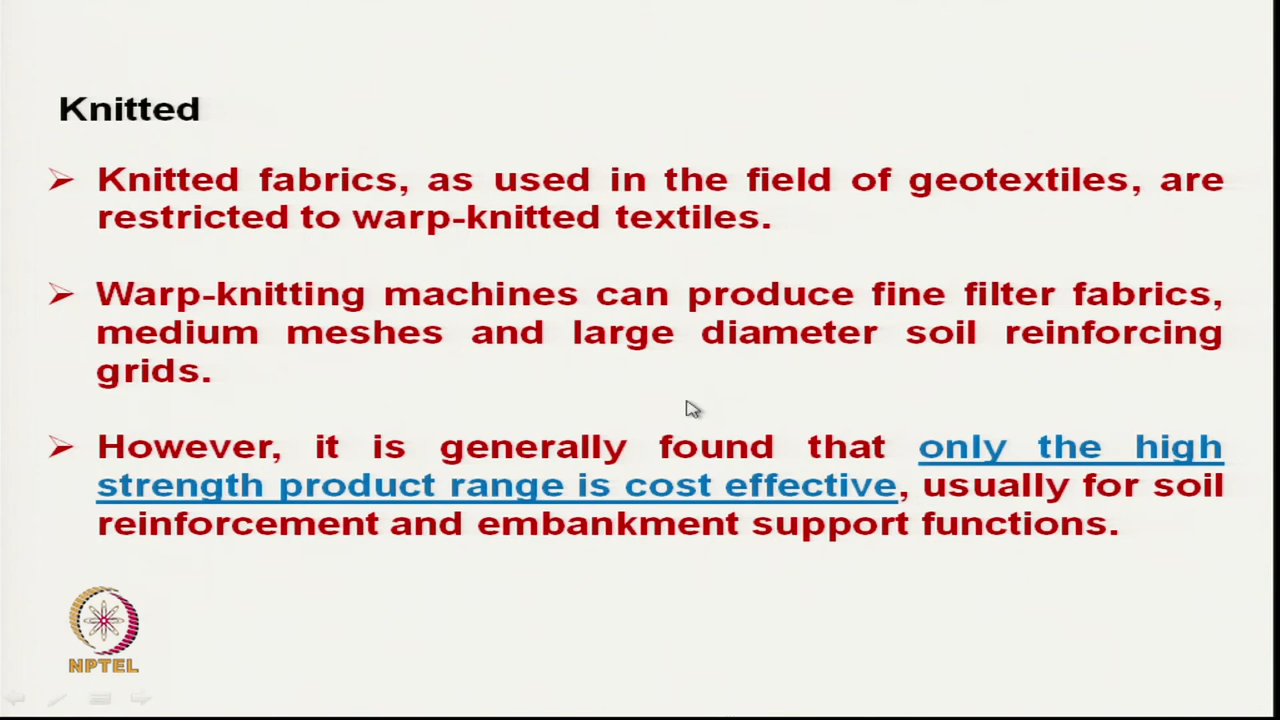 Knitted
Knitted fabrics, as used in the field of geotextiles, are
restricted to warp-knitted textiles.
Warp-knitting machines can produce fine filter fabrics,
medium meshes and large diameter soil reinforcing
grids.
However, it is generally found that only the high
strength product range is cost effective, usually for soil
reinforcement and embankment support functions.
NPTEL